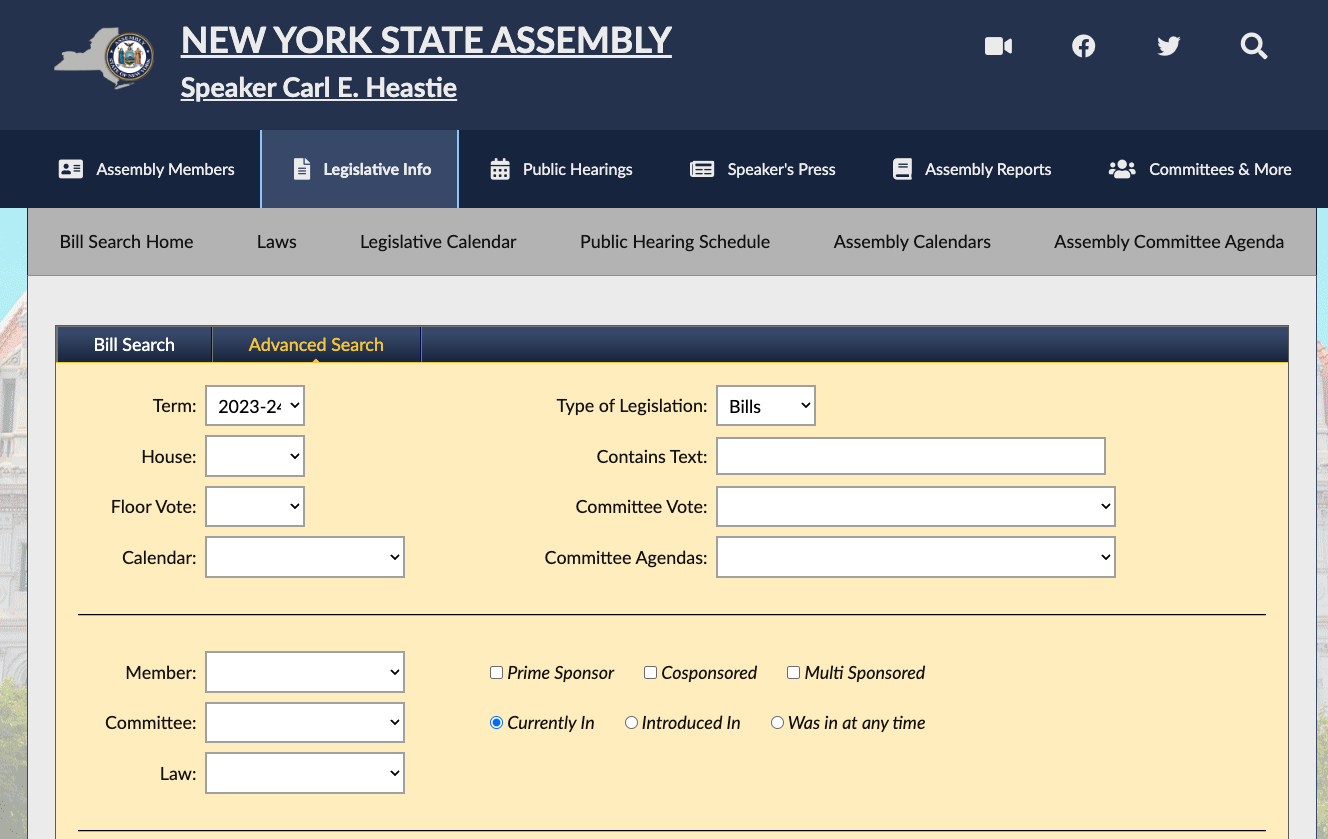 NEW YORK STATE ASSEMBLY
Speaker Carl E. Heastie
Assembly Members
Legislative Info
Public Hearings
Speaker's Press
Assembly Reports
Committees & More
Bill Search Home
Laws
Legislative Calendar
Public Hearing Schedule
Assembly Calendars
Assembly Committee Agenda
Bill Search
Advanced Search
Term: 2023-24
Type of Legislation: Bills
House:
Contains Text:
Floor Vote:
Committee Vote:
Calendar:
Committee Agendas:
Member:
Prime Sponsor
Cosponsored
Multi Sponsored
Committee:
Currently In
Introduced In
Was in at any time
Law: